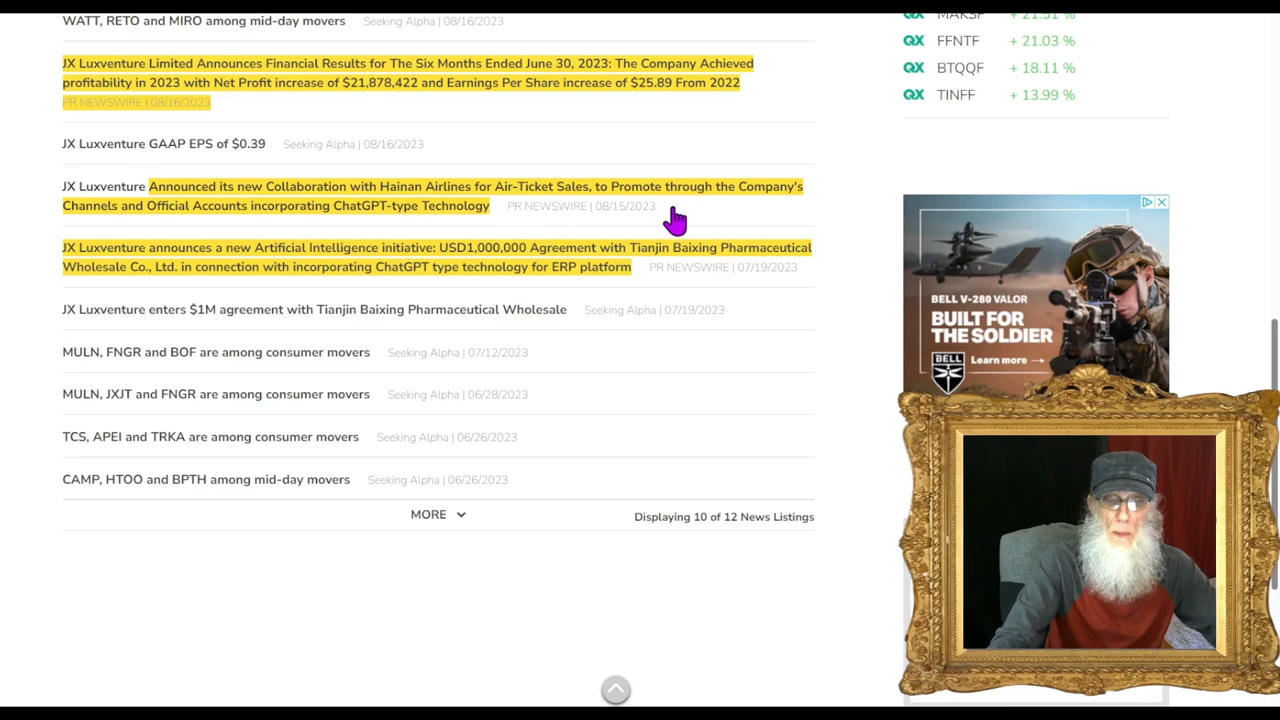 WATT, RETO and MIRO among mid-day movers Seeking Alpha | 08/16/2023
JX Luxventure Limited Announces Financial Results for The Six Months Ended June 30, 2023: The Company Achieved
profitability in 2023 with Net Profit increase of $21,878,422 and Earnings Per Share increase of $25.89 From 2022
PR NEWSWIRE | 08/16/2023
JX Luxventure GAAP EPS of $0.39 Seeking Alpha | 08/16/2023
JX Luxventure Announced its new Collaboration with Hainan Airlines for Air-Ticket Sales, to Promote through the Company's
Channels and Official Accounts incorporating ChatGPT-type Technology PR NEWSWIRE | 08/15/2023
JX Luxventure announces a new Artificial Intelligence initiative: USD1,000,000 Agreement with Tianjin Baixing Pharmaceutical
Wholesale Co., Ltd. in connection with incorporating ChatGPT type technology for ERP platform PR NEWSWIRE | 07/19/2023
JX Luxventure enters $1M agreement with Tianjin Baixing Pharmaceutical Wholesale Seeking Alpha | 07/19/2023
MULN, FNGR and BOF are among consumer movers Seeking Alpha | 07/12/2023
MULN, JXJT and FNGR are among consumer movers Seeking Alpha | 06/28/2023
TCS, APEI and TRKA are among consumer movers Seeking Alpha | 06/26/2023
CAMP, HTOO and BPTH among mid-day movers Seeking Alpha | 06/26/2023
MORE
Displaying 10 of 12 News Listings
QX MAKSF + 21.51 %
QX FFNTF + 21.03 %
QX BTQQF + 18.11 %
QX TINFF + 13.99 %
BELL V-280 VALOR
BUILT FOR
THE SOLDIER
BELL
Learn more →